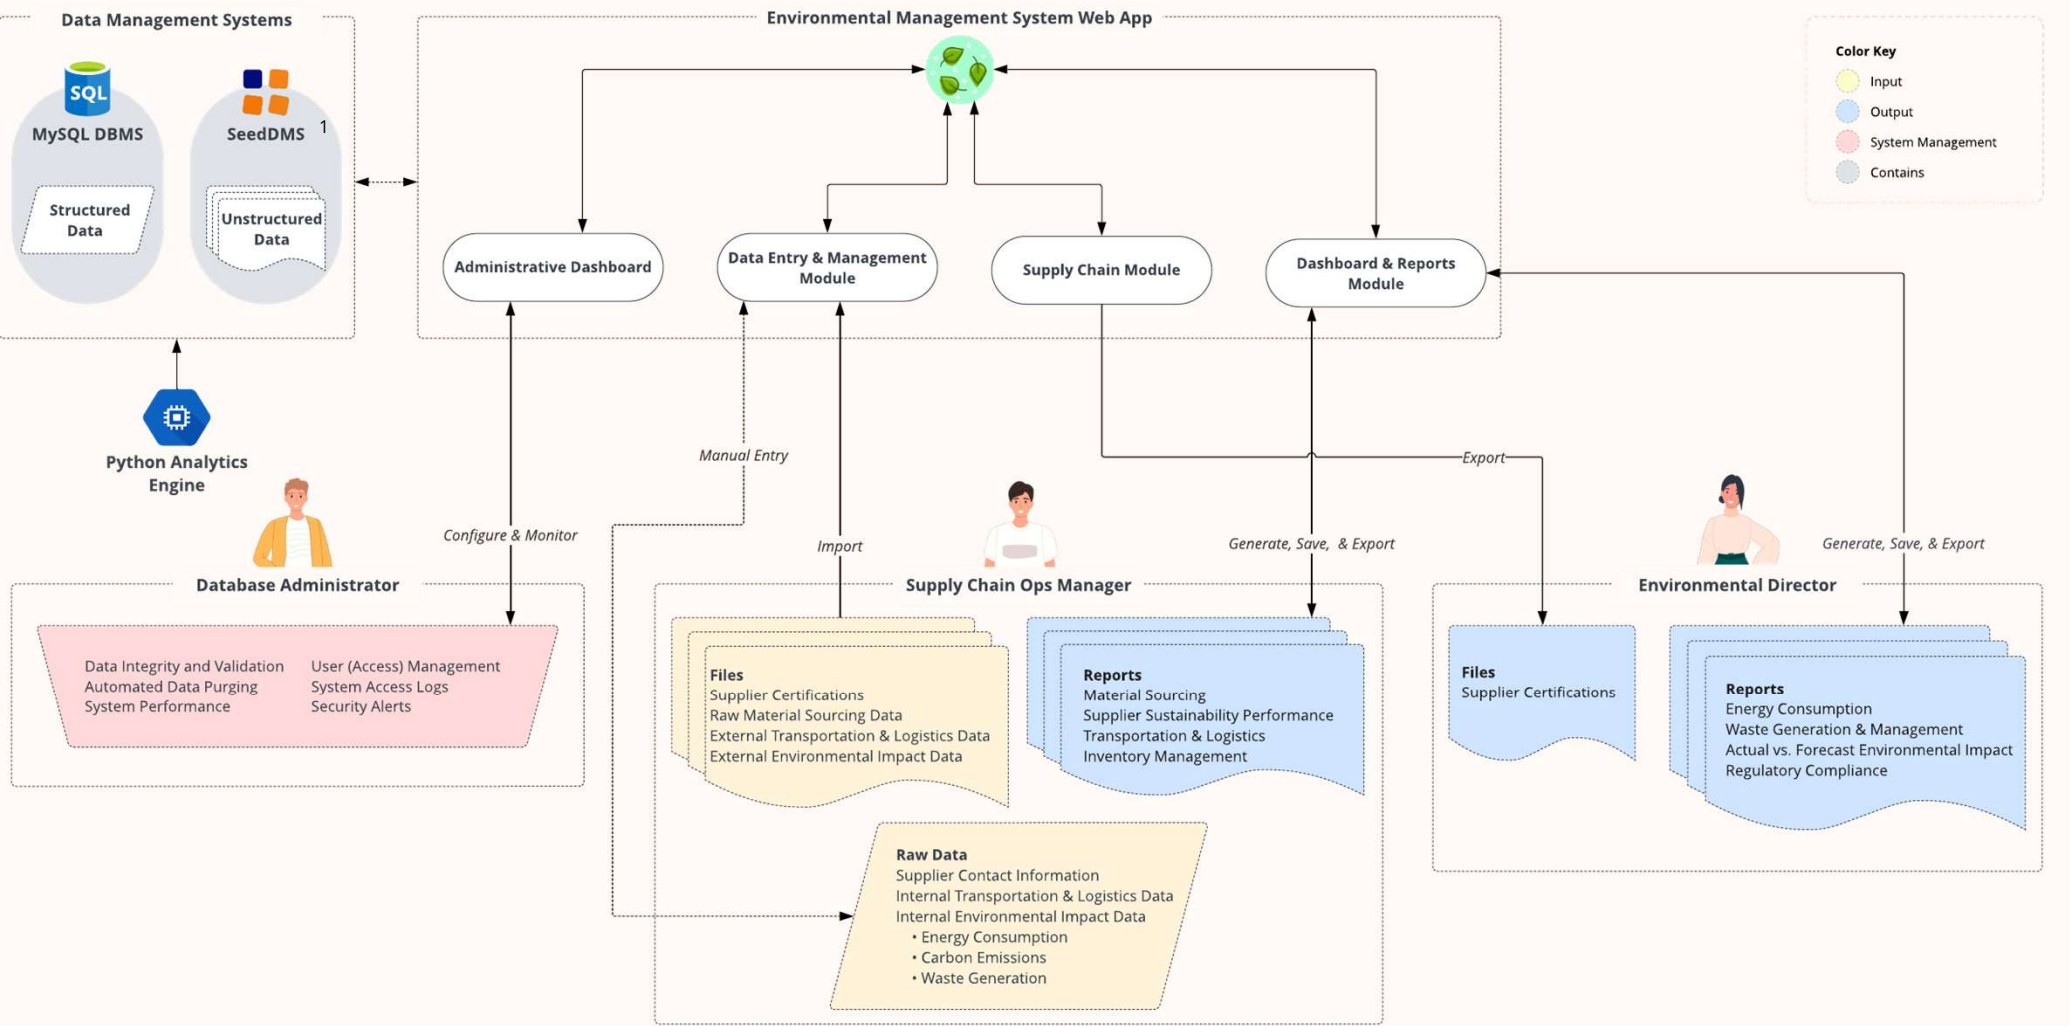 Data Management Systems
SQL
MySQL DBMS
SeedDMS 1
Structured
Data
Unstructured
Data
Python Analytics
Engine
Environmental Management System Web App
Administrative Dashboard
Data Entry & Management
Module
Supply Chain Module
Dashboard & Reports
Module
Color Key
Input
Output
System Management
Contains
Configure & Monitor
Manual Entry
Import
Generate, Save, & Export
Export
Generate, Save, & Export
Database Administrator
Data Integrity and Validation
Automated Data Purging
System Performance
User (Access) Management
System Access Logs
Security Alerts
Supply Chain Ops Manager
Files
Supplier Certifications
Raw Material Sourcing Data
External Transportation & Logistics Data
External Environmental Impact Data
Reports
Material Sourcing
Supplier Sustainability Performance
Transportation & Logistics
Inventory Management
Raw Data
Supplier Contact Information
Internal Transportation & Logistics Data
Internal Environmental Impact Data
• Energy Consumption
• Carbon Emissions
• Waste Generation
Environmental Director
Files
Supplier Certifications
Reports
Energy Consumption
Waste Generation & Management
Actual vs. Forecast Environmental Impact
Regulatory Compliance